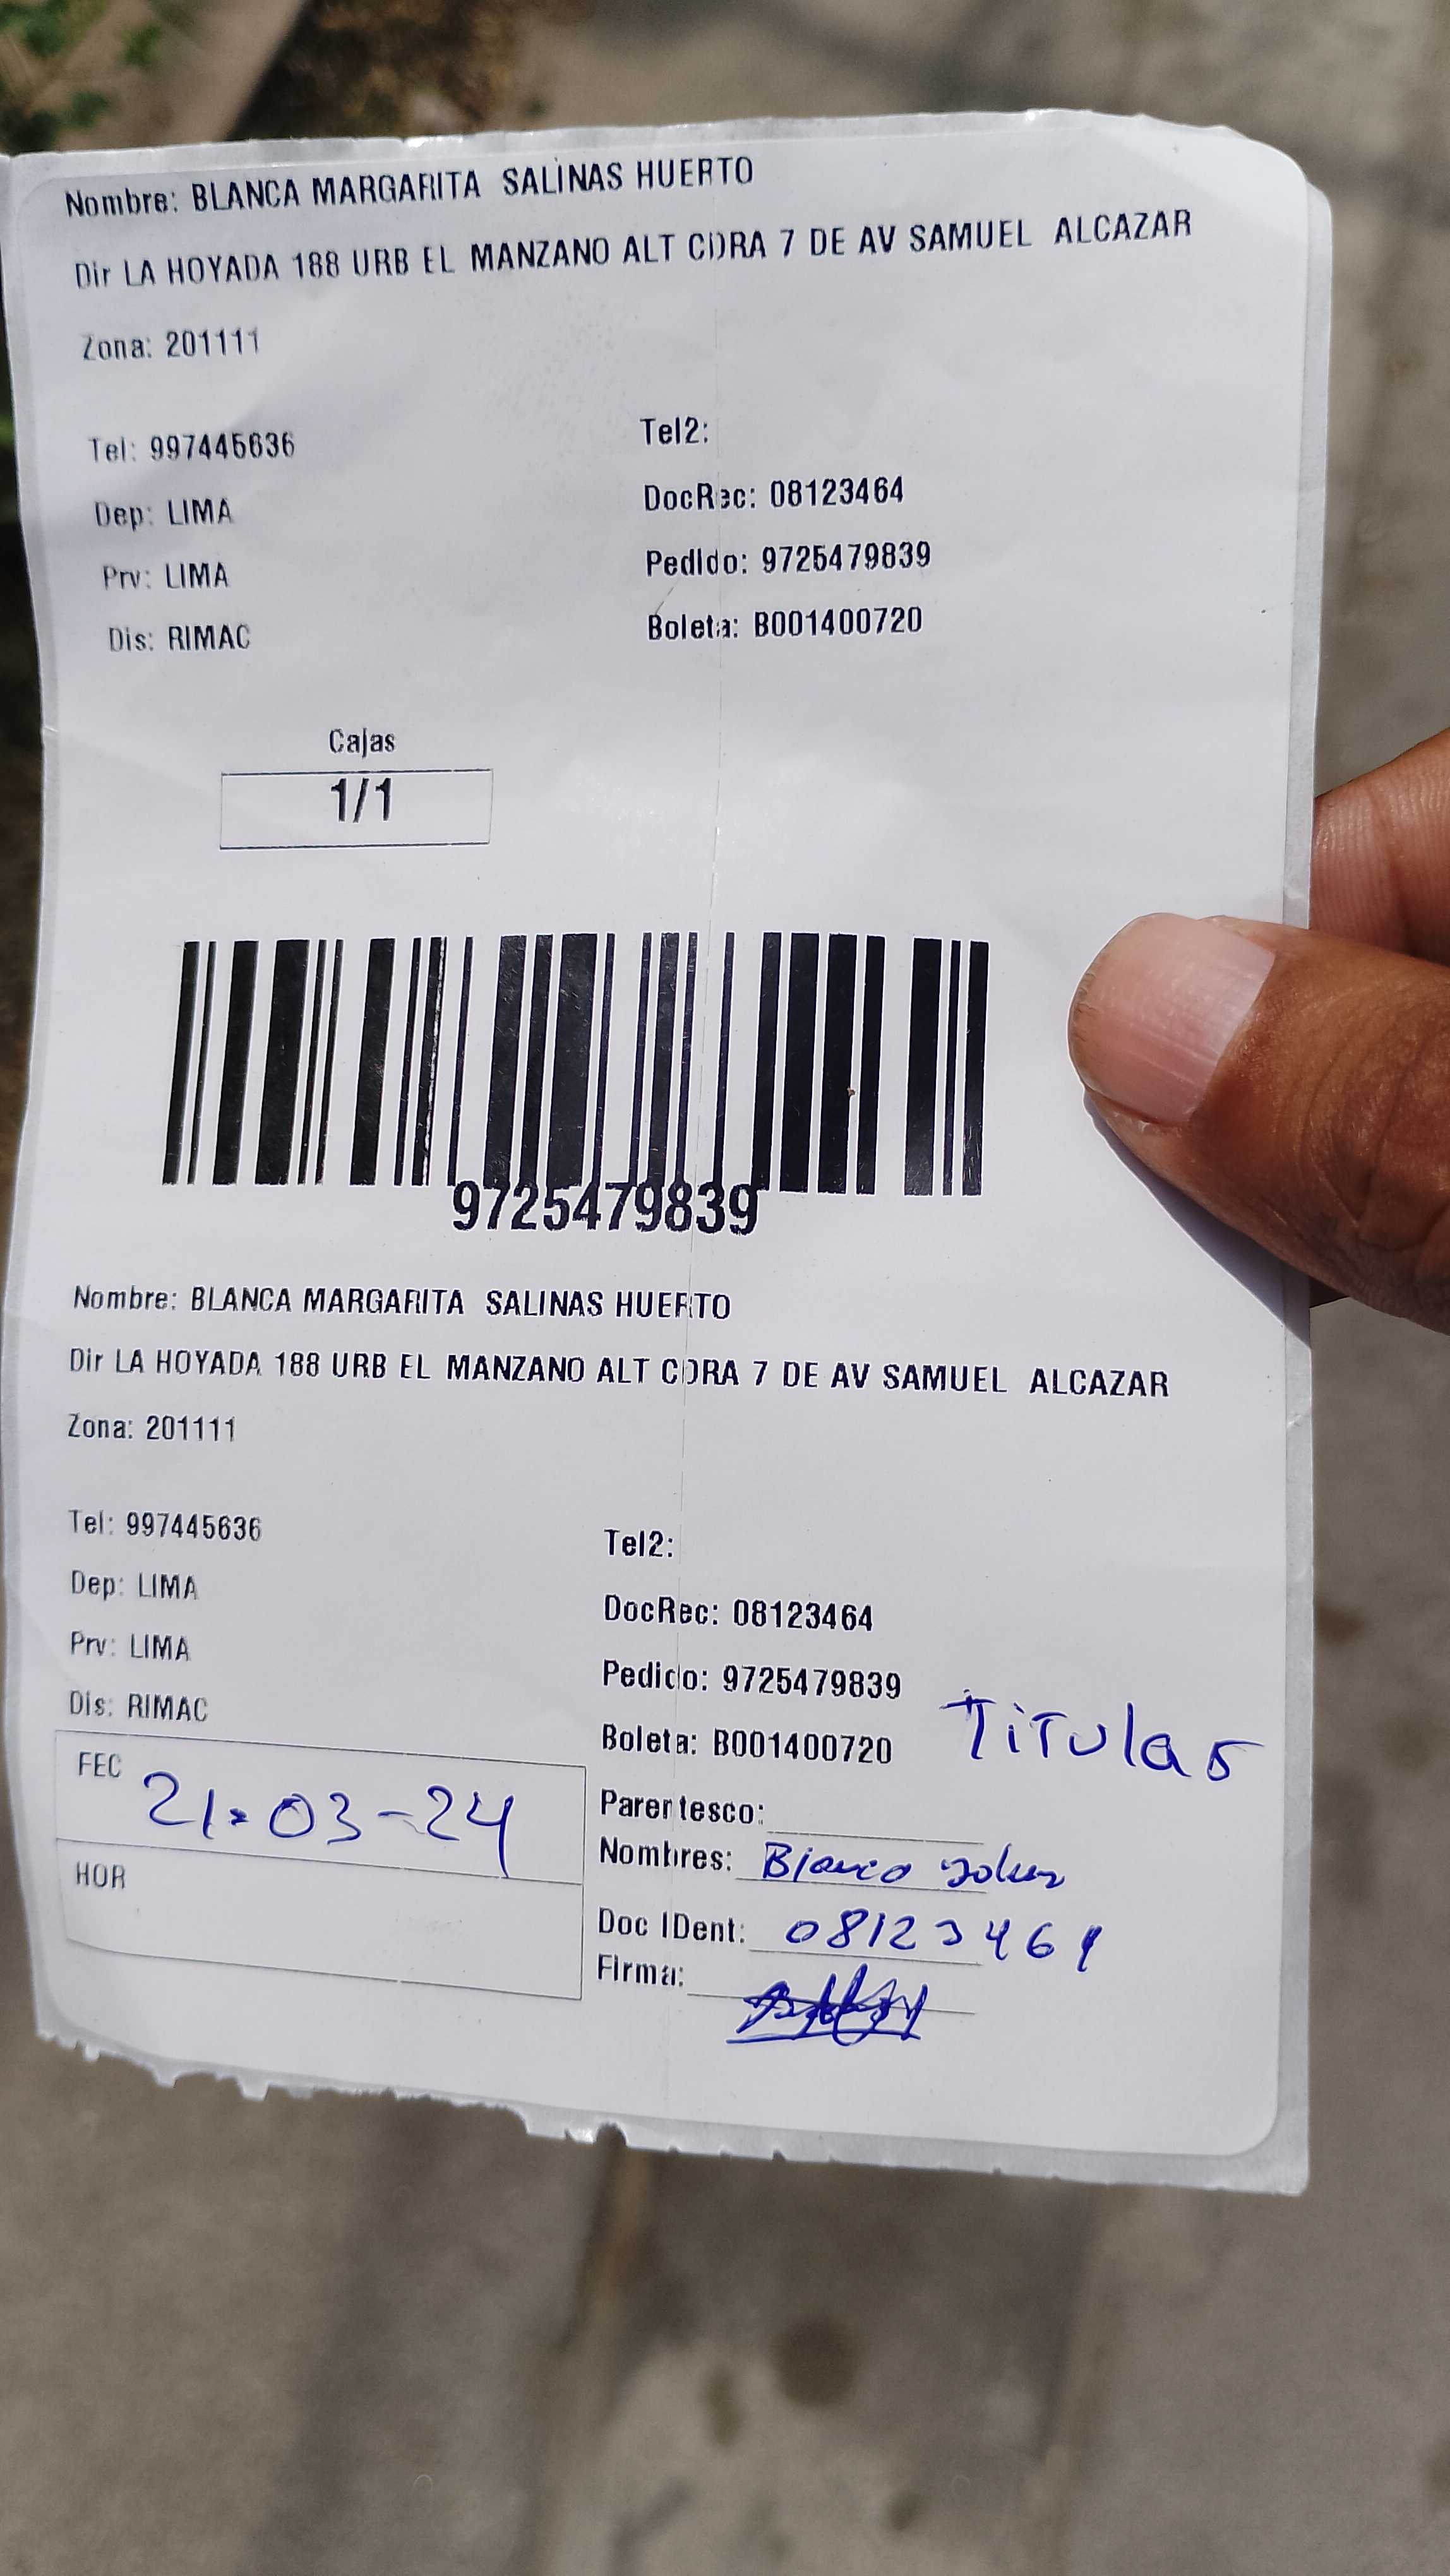 Nombre: BLANCA MARGARITA SALINAS HUERTO
Dir LA HOYADA 188 URB EL MANZANO ALT CDRA 7 DE AV SAMUEL ALCAZAR
Zona: 201111
Tel: 997445636 Tel2:
Dep: LIMA DocRec: 08123464
Prv: LIMA Pedido: 9725479839
Dis: RIMAC Boleta: B001400720
Cajas
1/1
9725479839
Nombre: BLANCA MARGARITA SALINAS HUERTO
Dir LA HOYADA 188 URB EL MANZANO ALT CDRA 7 DE AV SAMUEL ALCAZAR
Zona: 201111
Tel: 997445636 Tel2:
Dep: LIMA DocRec: 08123464
Prv: LIMA Pedido: 9725479839
Dis: RIMAC Boleta: B001400720 Titular
FEC 21-03-24 Parentesco:
HOR Nombres:
Doc IDent: 08123464
Firma: